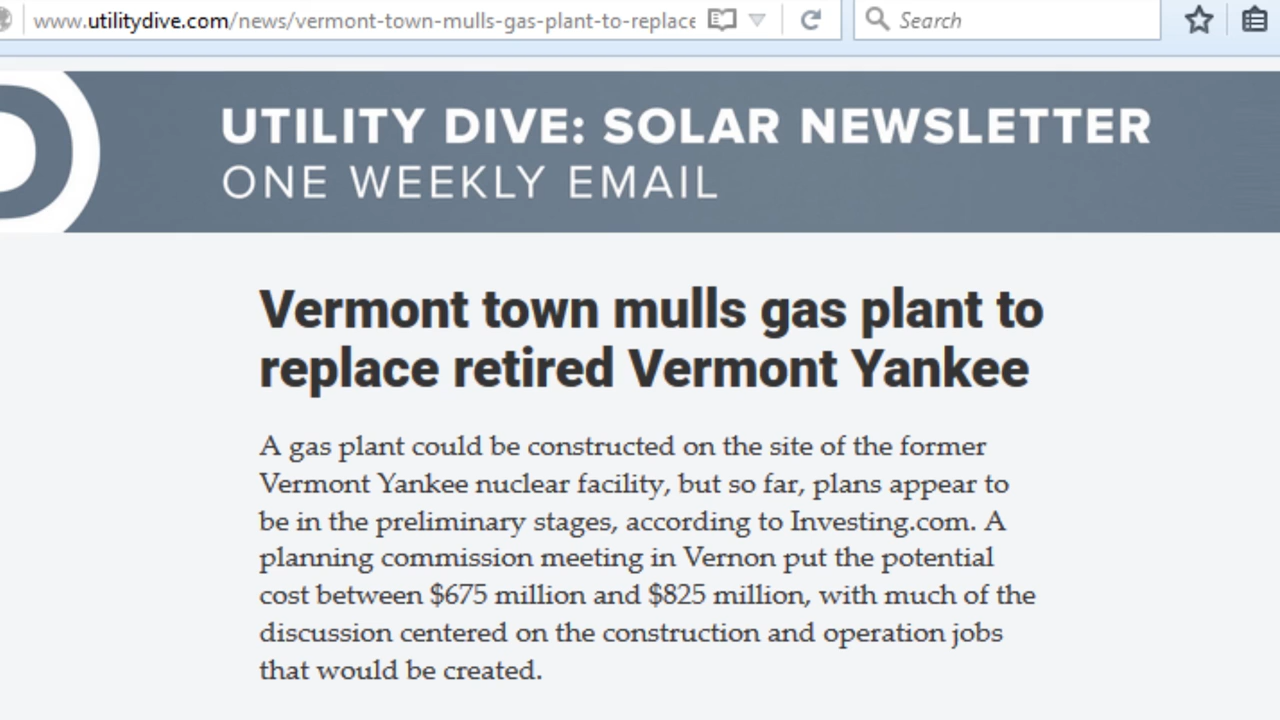 www.utilitydive.com/news/vermont-town-mulls-gas-plant-to-replace
Search
UTILITY DIVE: SOLAR NEWSLETTER
ONE WEEKLY EMAIL
Vermont town mulls gas plant to
replace retired Vermont Yankee
A gas plant could be constructed on the site of the former
Vermont Yankee nuclear facility, but so far, plans appear to
be in the preliminary stages, according to Investing.com. A
planning commission meeting in Vernon put the potential
cost between $675 million and $825 million, with much of the
discussion centered on the construction and operation jobs
that would be created.